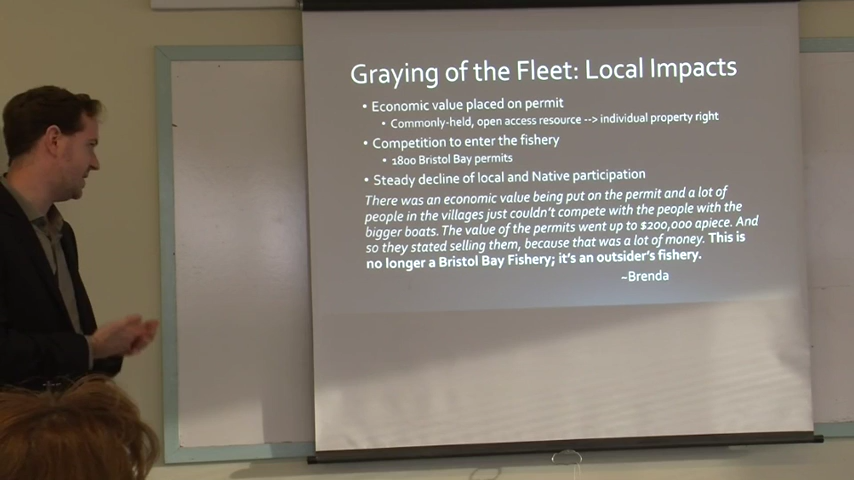 Graying of the Fleet: Local Impacts
• Economic value placed on permit
• Commonly-held, open access resource --> individual property right
• Competition to enter the fishery
• 1800 Bristol Bay permits
• Steady decline of local and Native participation
There was an economic value being put on the permit and a lot of
people in the villages just couldn't compete with the people with the
bigger boats. The value of the permits went up to $200,000 apiece. And
so they stated selling them, because that was a lot of money. This is
no longer a Bristol Bay Fishery; it's an outsider's fishery.
~Brenda